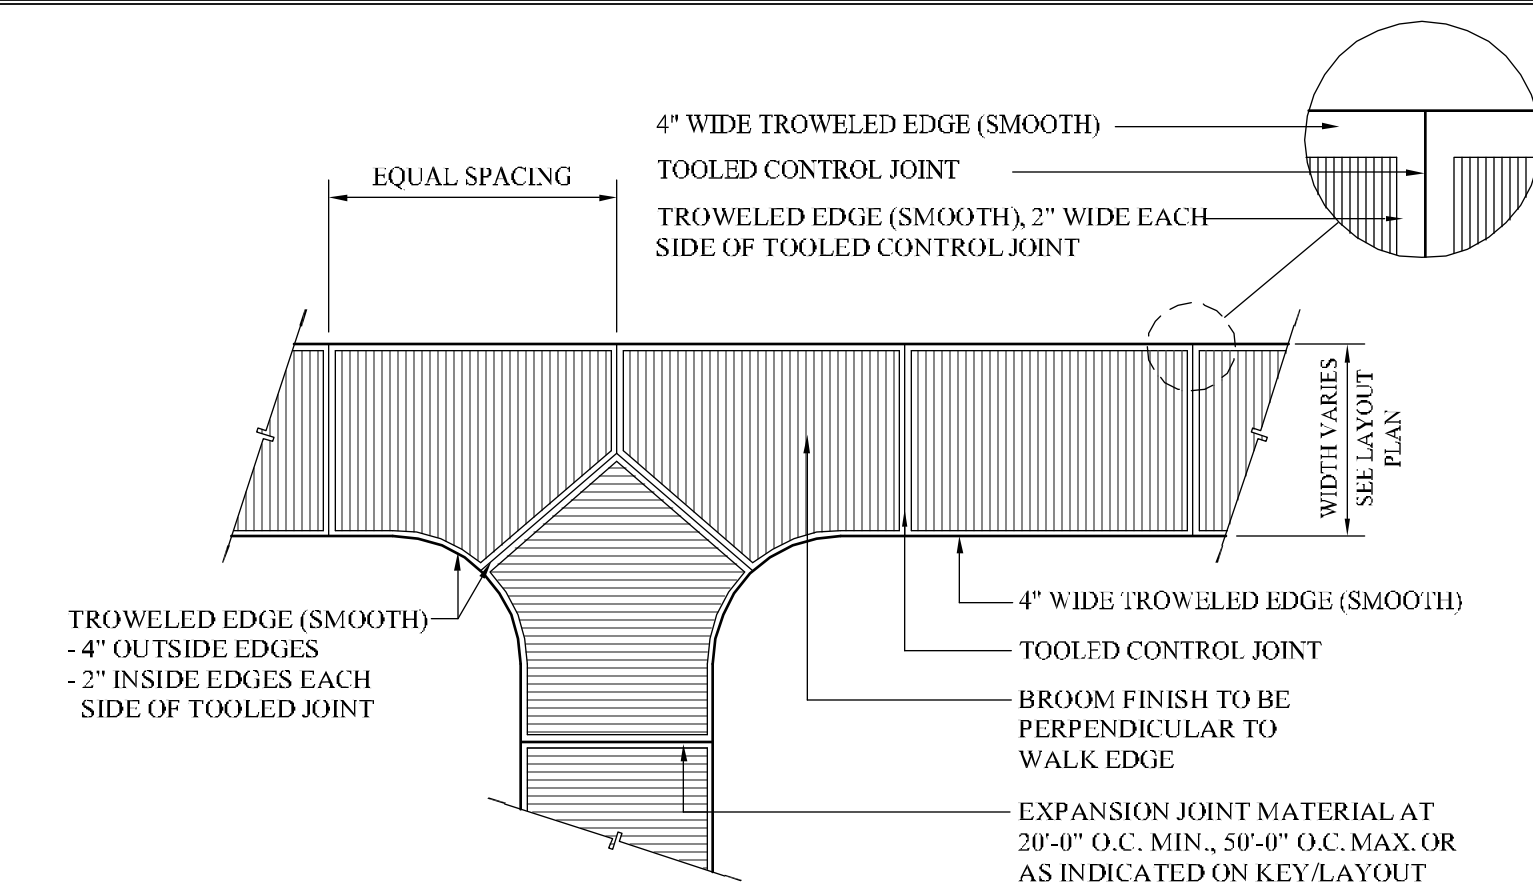 4" WIDE TROWELED EDGE (SMOOTH)
TOOLED CONTROL JOINT
EQUAL SPACING
TROWELED EDGE (SMOOTH), 2" WIDE EACH
SIDE OF TOOLED CONTROL JOINT
WIDTH VARIES
SEE LAYOUT
PLAN
TROWELED EDGE (SMOOTH)
- 4" OUTSIDE EDGES
- 2" INSIDE EDGES EACH
SIDE OF TOOLED JOINT
4" WIDE TROWELED EDGE (SMOOTH)
TOOLED CONTROL JOINT
BROOM FINISH TO BE
PERPENDICULAR TO
WALK EDGE
EXPANSION JOINT MATERIAL AT
20'-0" O.C. MIN., 50'-0" O.C. MAX. OR
AS INDICATED ON KEY/LAYOUT